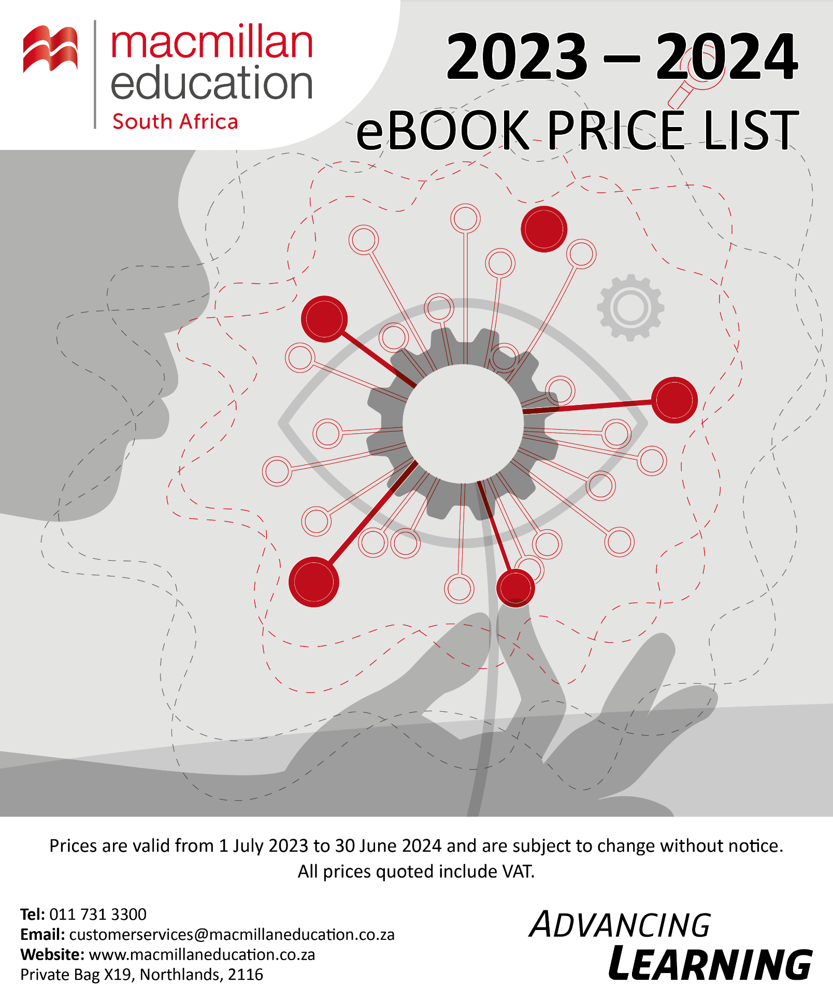 macmillan
education
South Africa
2023 – 2024
eBOOK PRICE LIST
Prices are valid from 1 July 2023 to 30 June 2024 and are subject to change without notice.
All prices quoted include VAT.
Tel: 011 731 3300
Email: customerservices@macmillaneducation.co.za
Website: www.macmillaneducation.co.za
Private Bag X19, Northlands, 2116
ADVANCING
LEARNING